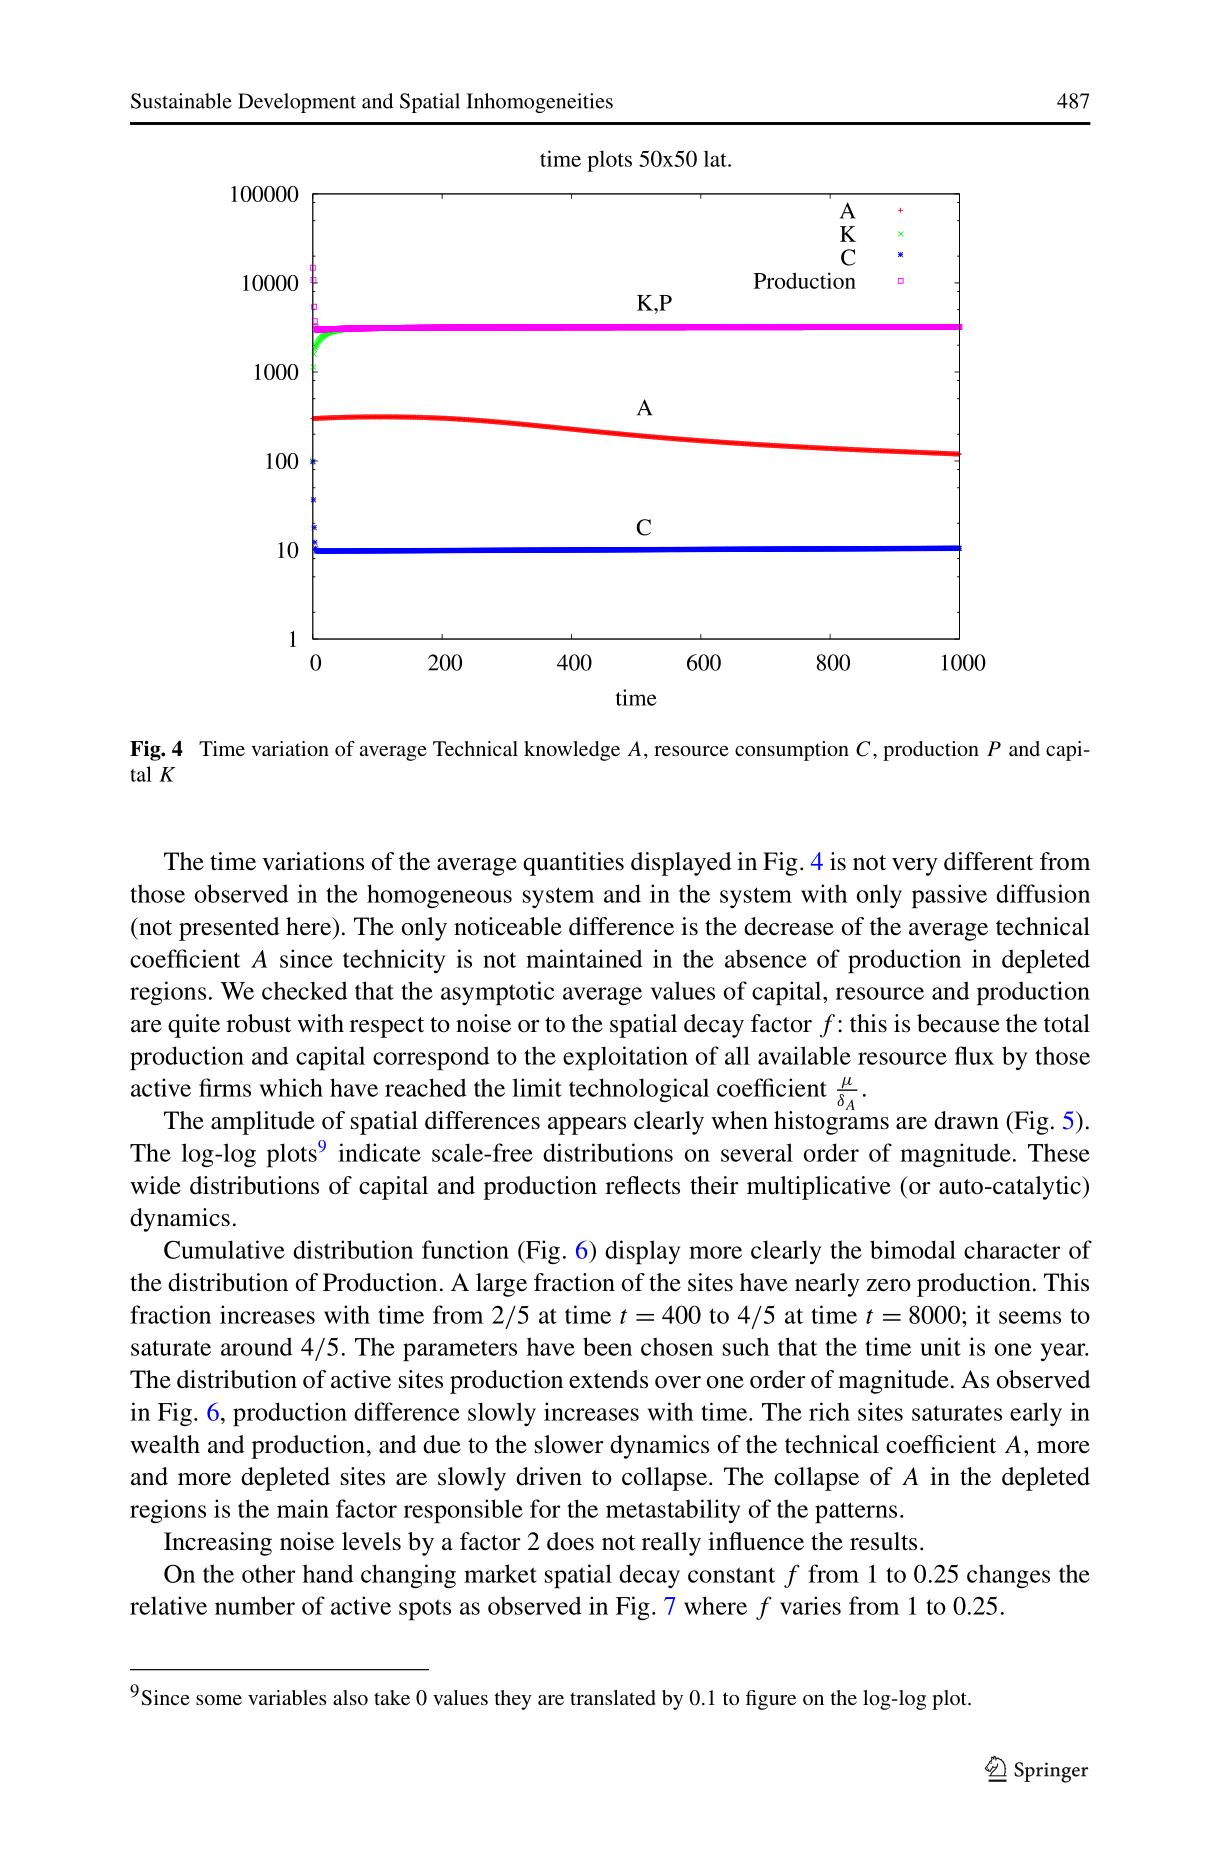 Sustainable Development and Spatial Inhomogeneities 487
time plots 50x50 lat.
100000
10000
1000
100
10
1
A
K
C
Production
K,P
A
C
0 200 400 600 800 1000
time
Fig. 4 Time variation of average Technical knowledge A, resource consumption C, production P and capi-
tal K
The time variations of the average quantities displayed in Fig. 4 is not very different from
those observed in the homogeneous system and in the system with only passive diffusion
(not presented here). The only noticeable difference is the decrease of the average technical
coefficient A since technicity is not maintained in the absence of production in depleted
regions. We checked that the asymptotic average values of capital, resource and production
are quite robust with respect to noise or to the spatial decay factor f: this is because the total
production and capital correspond to the exploitation of all available resource flux by those
active firms which have reached the limit technological coefficient μ/δ_A.
The amplitude of spatial differences appears clearly when histograms are drawn (Fig. 5).
The log-log plots⁹ indicate scale-free distributions on several order of magnitude. These
wide distributions of capital and production reflects their multiplicative (or auto-catalytic)
dynamics.
Cumulative distribution function (Fig. 6) display more clearly the bimodal character of
the distribution of Production. A large fraction of the sites have nearly zero production. This
fraction increases with time from 2/5 at time t = 400 to 4/5 at time t = 8000; it seems to
saturate around 4/5. The parameters have been chosen such that the time unit is one year.
The distribution of active sites production extends over one order of magnitude. As observed
in Fig. 6, production difference slowly increases with time. The rich sites saturates early in
wealth and production, and due to the slower dynamics of the technical coefficient A, more
and more depleted sites are slowly driven to collapse. The collapse of A in the depleted
regions is the main factor responsible for the metastability of the patterns.
Increasing noise levels by a factor 2 does not really influence the results.
On the other hand changing market spatial decay constant f from 1 to 0.25 changes the
relative number of active spots as observed in Fig. 7 where f varies from 1 to 0.25.
⁹Since some variables also take 0 values they are translated by 0.1 to figure on the log-log plot.
Springer